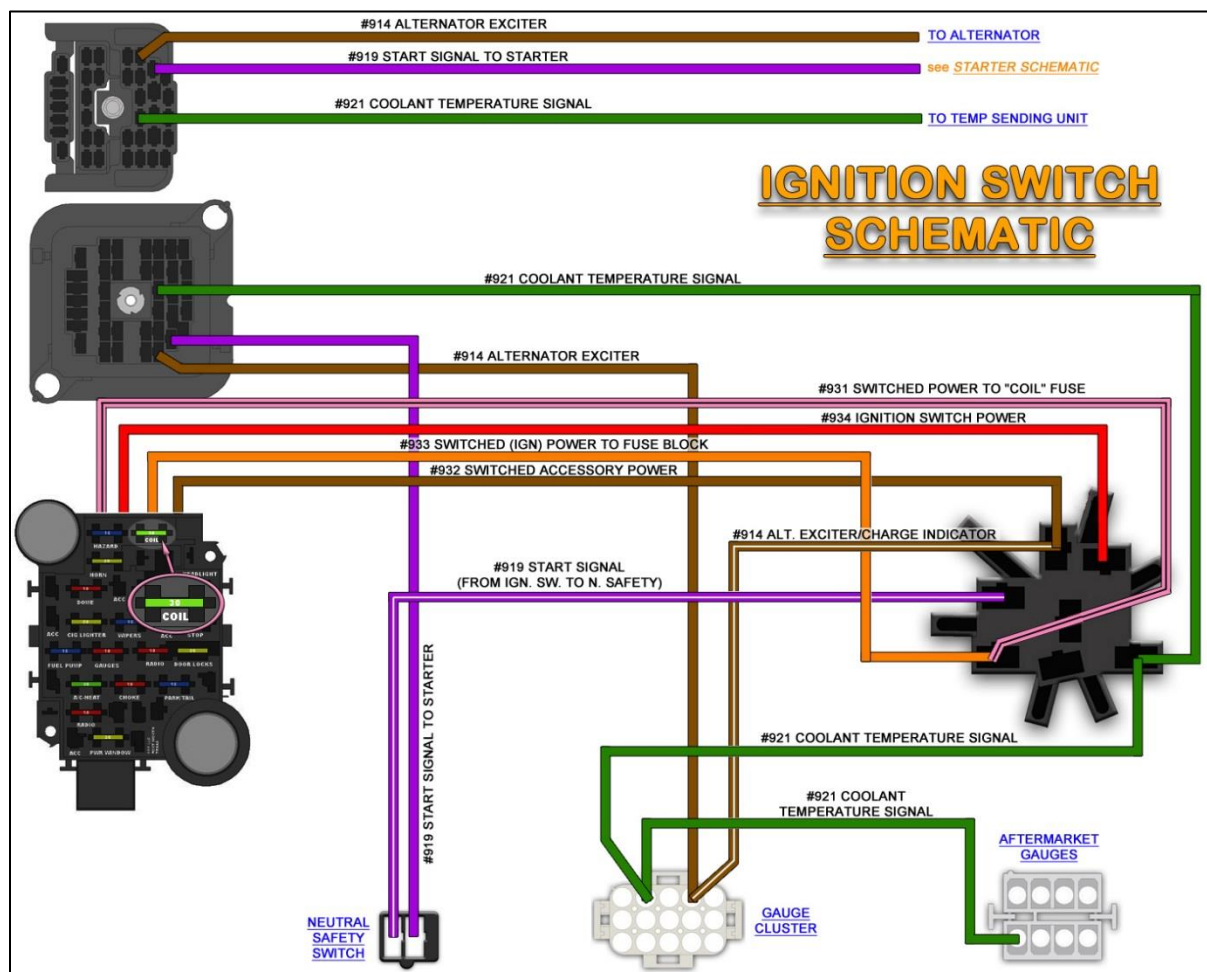 #914 ALTERNATOR EXCITER
TO ALTERNATOR
#919 START SIGNAL TO STARTER
see STARTER SCHEMATIC
#921 COOLANT TEMPERATURE SIGNAL
TO TEMP SENDING UNIT
IGNITION SWITCH
SCHEMATIC
#921 COOLANT TEMPERATURE SIGNAL
#914 ALTERNATOR EXCITER
#931 SWITCHED POWER TO "COIL" FUSE
#934 IGNITION SWITCH POWER
#933 SWITCHED (IGN) POWER TO FUSE BLOCK
#932 SWITCHED ACCESSORY POWER
#914 ALT. EXCITER/CHARGE INDICATOR
#919 START SIGNAL
(FROM IGN. SW. TO N. SAFETY)
HAZARD
COIL
HORN
DOME
ACC
20
COIL
ACC
CIG LIGHTER
WIPERS
ACC
STOP
FUEL PUMP
GAUGES
RADIO
DOOR LOCKS
A/C-HEAT
CHOKE
PARK/TAIL
RADIO
ACC
PWR WINDOW
#919 START SIGNAL TO STARTER
#921 COOLANT TEMPERATURE SIGNAL
#921 COOLANT
TEMPERATURE SIGNAL
AFTERMARKET
GAUGES
NEUTRAL
SAFETY
SWITCH
GAUGE
CLUSTER